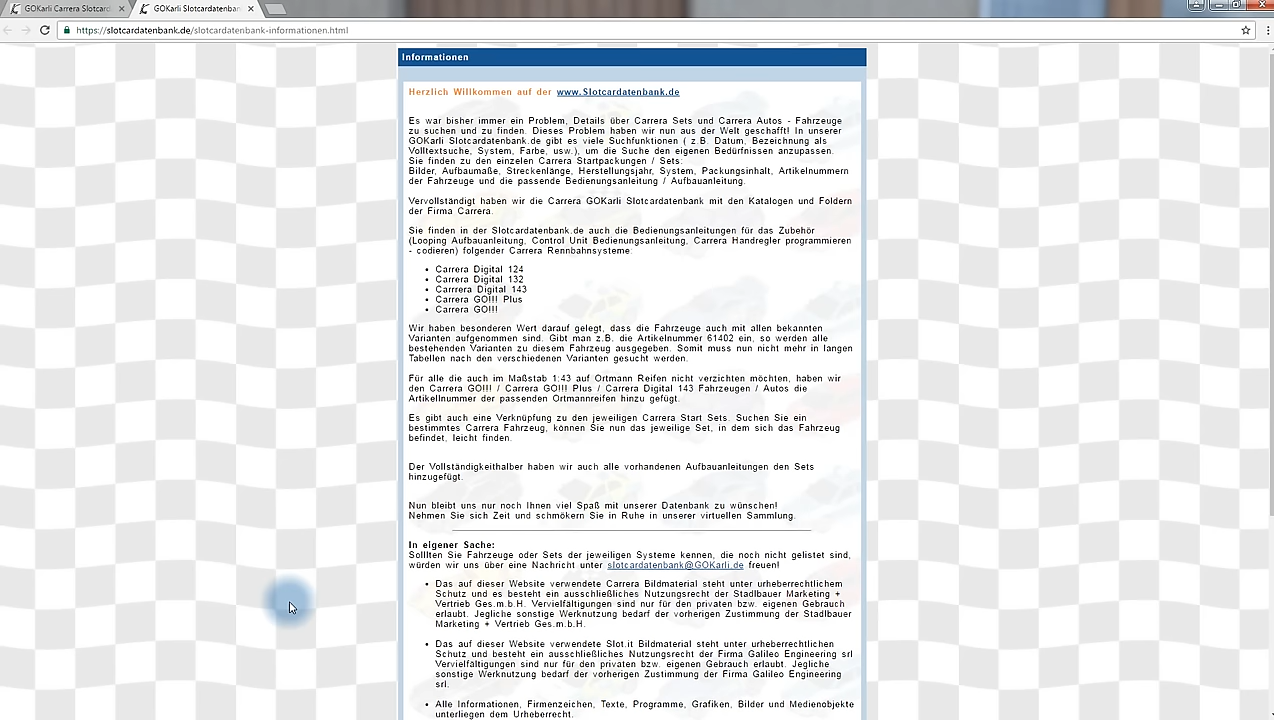 GOKarli Carrera Slotcard
GOKarli Slotcardatenban
https://slotcardatenbank.de/slotcardatenbank-informationen.html
Informationen
Herzlich Willkommen auf der www.Slotcardatenbank.de
Es war bisher immer ein Problem, Details über Carrera Sets und Carrera Autos - Fahrzeuge
zu suchen und zu finden. Dieses Problem haben wir nun aus der Welt geschafft! In unserer
GOKarli Slotcardatenbank.de gibt es viele Suchfunktionen ( z.B. Datum, Bezeichnung als
Volltextsuche, System, Farbe, usw.), um die Suche den eigenen Bedürfnissen anzupassen.
Sie finden zu den einzelen Carrera Startpackungen / Sets:
Bilder, Aufbaumaße, Streckenlänge, Herstellungsjahr, System, Packungsinhalt, Artikelnummern
der Fahrzeuge und die passende Bedienungsanleitung / Aufbauanleitung.
Vervollständigt haben wir die Carrera GOKarli Slotcardatenbank mit den Katalogen und Foldern
der Firma Carrera.
Sie finden in der Slotcardatenbank.de auch die Bedienungsanleitungen für das Zubehör
(Looping Aufbauanleitung, Control Unit Bedienungsanleitung, Carrera Handregler programmieren
- codieren) folgender Carrera Rennbahnsysteme.
• Carrera Digital 124
• Carrera Digital 132
• Carrrera Digital 143
• Carrera GO!!! Plus
• Carrera GO!!!
Wir haben besonderen Wert darauf gelegt, dass die Fahrzeuge auch mit allen bekannten
Varianten aufgenommen sind. Gibt man z.B. die Artikelnummer 61402 ein, so werden alle
bestehenden Varianten zu diesem Fahrzeug ausgegeben. Somit muss nun nicht mehr in langen
Tabellen nach den verschiedenen Varianten gesucht werden.
Für alle die auch im Maßstab 1:43 auf Ortmann Reifen nicht verzichten möchten, haben wir
den Carrera GO!!! / Carrera GO!!! Plus / Carrera Digital 143 Fahrzeugen / Autos die
Artikellnummer der passenden Ortmannreifen hinzu gefügt.
Es gibt auch eine Verknüpfung zu den jeweiligen Carrera Start Sets. Suchen Sie ein
bestimmtes Carrera Fahrzeug, können Sie nun das jeweilige Set, in dem sich das Fahrzeug
befindet, leicht finden.
Der Vollständigkeithalber haben wir auch alle vorhandenen Aufbauanleitungen den Sets
hinzugefügt.
Nun bleibt uns nur noch Ihnen viel Spaß mit unserer Datenbank zu wünschen!
Nehmen Sie sich Zeit und schmökern Sie in Ruhe in unserer virtuellen Sammlung.
In eigener Sache:
Solllten Sie Fahrzeuge oder Sets der jeweiligen Systeme kennen, die noch nicht gelistet sind,
würden wir uns über eine Nachricht unter slotcardatenbank@GOKarli.de freuen!
• Das auf dieser Website verwendete Carrera Bildmaterial steht unter urheberrechtlichem
Schutz und es besteht ein ausschließliches Nutzungsrecht der Stadlbauer Marketing +
Vertrieb Ges.m.b.H. Vervielfältigungen sind nur für den privaten bzw. eigenen Gebrauch
erlaubt. Jegliche sonstige Werknutzung bedarf der vorherigen Zustimmung der Stadlbauer
Marketing + Vertrieb Ges.m.b.H.
• Das auf dieser Website verwendete Slot.it Bildmaterial steht unter urheberrechtlichen
Schutz und besteht ein ausschließliches Nutzungsrecht der Firma Galileo Engineering srl
Vervielfältigungen sind nur für den privaten bzw. eigenen Gebrauch erlaubt. Jegliche
sonstige Werknutzung bedarf der vorherigen Zustimmung der Firma Galileo Engineering
srl.
• Alle Informationen, Firmenzeichen, Texte, Programme, Grafiken, Bilder und Medienobjekte
unterliegen dem Urheberrecht.